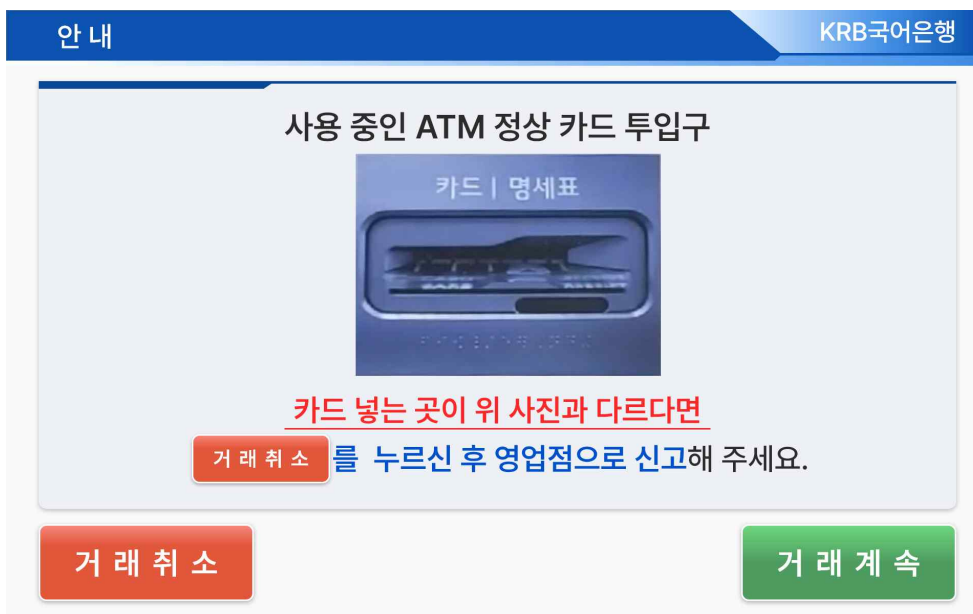 안 내
KRB국어은행
사용 중인 ATM 정상 카드 투입구
카드 | 명세표
카드 넣는 곳이 위 사진과 다르다면
거 래 취 소 를 누르신 후 영업점으로 신고해 주세요.
거 래 취 소
거 래 계 속